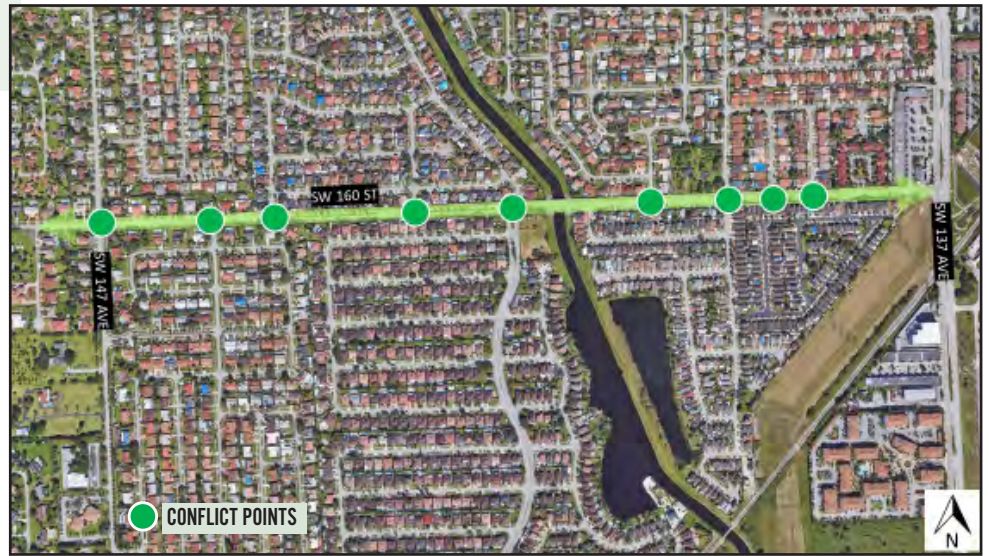 SW 160 ST
SW 147 AVE
SW 137 AVE
CONFLICT POINTS
N